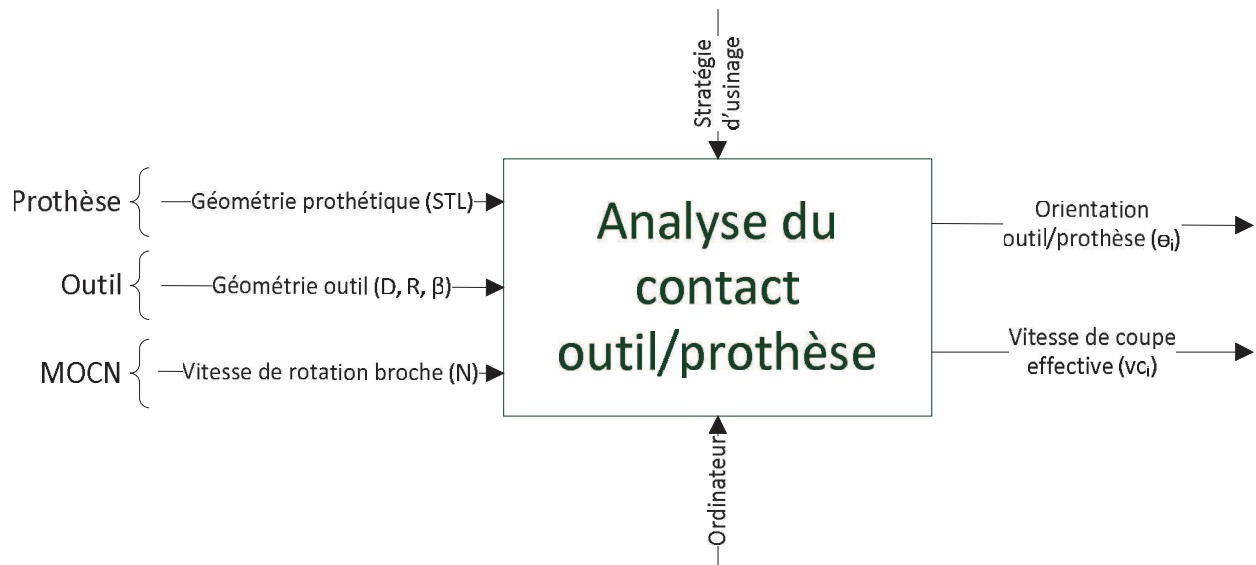 Stratégie
d’usinage
Prothèse
Géométrie prothétique (STL)
Outil
Géométrie outil (D, R, β)
MOCN
Vitesse de rotation broche (N)
Analyse du
contact
outil/prothèse
Orientation
outil/prothèse (ɵᵢ)
Vitesse de coupe
effective (vcᵢ)
Ordinateur